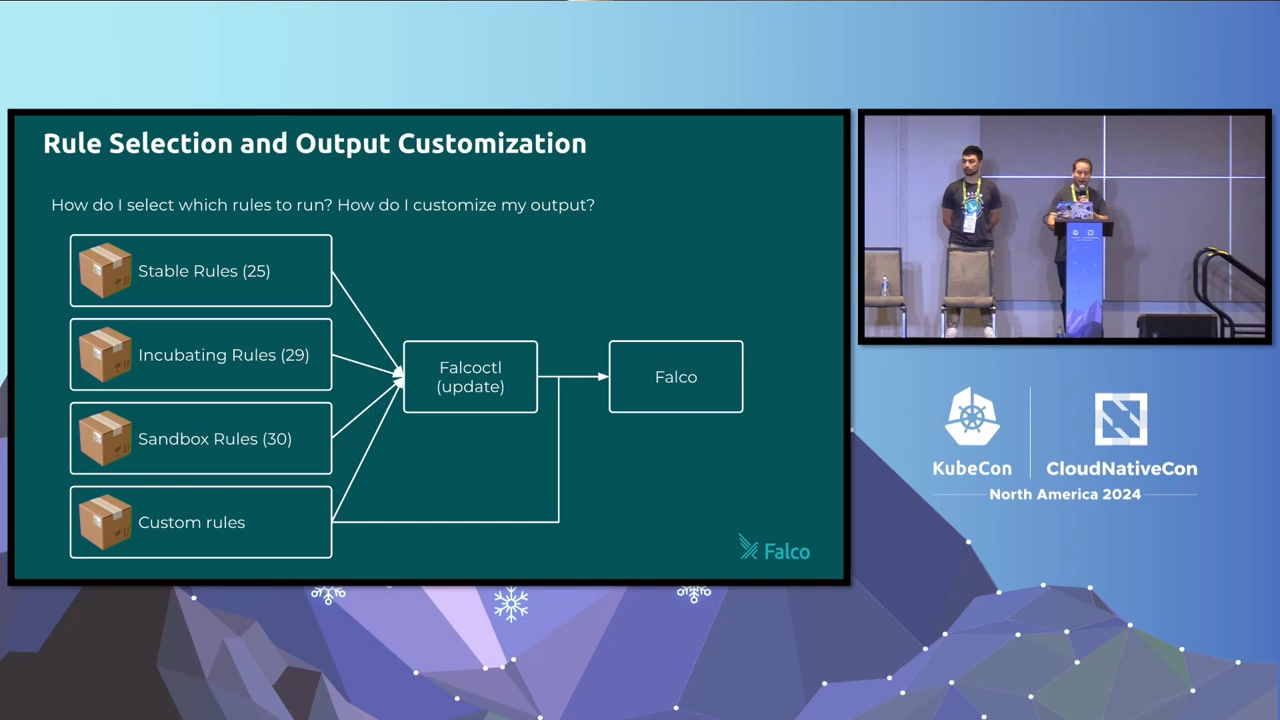 Rule Selection and Output Customization
How do I select which rules to run? How do I customize my output?
Stable Rules (25)
Incubating Rules (29)
Sandbox Rules (30)
Custom rules
Falcoctl
(update)
Falco
Falco
KubeCon
CloudNativeCon
North America 2024